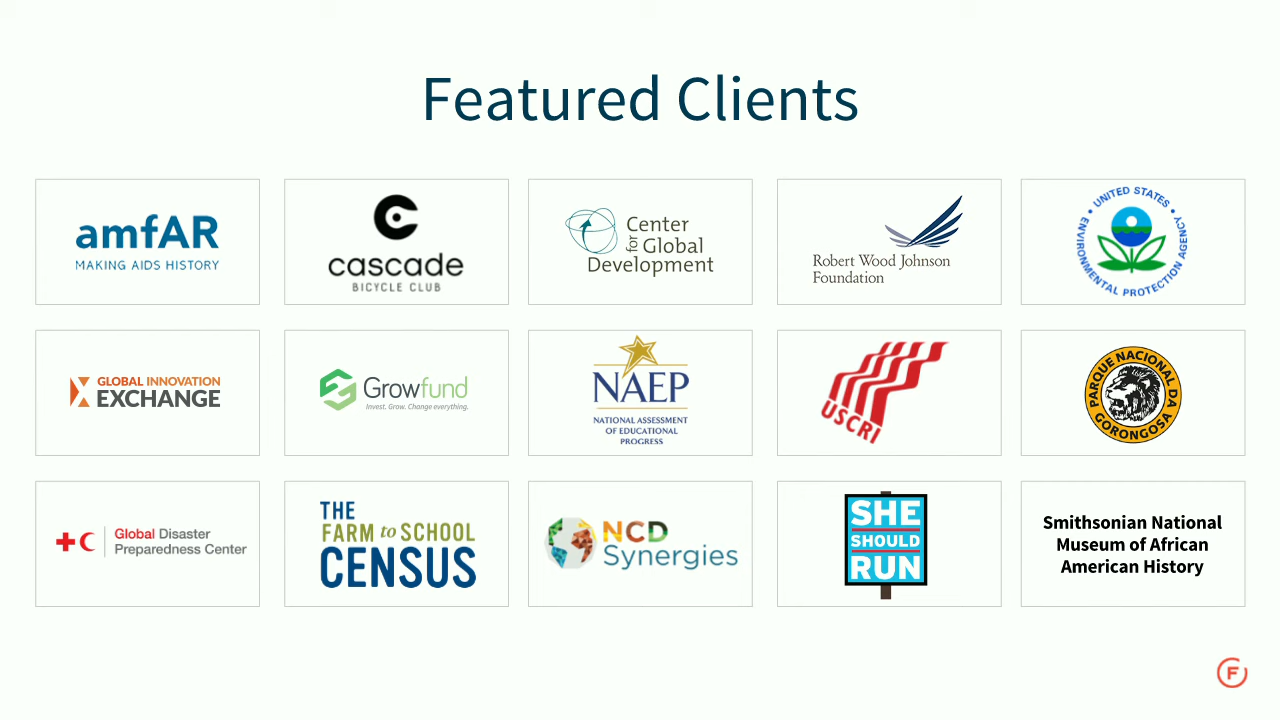 Featured Clients
amfAR
MAKING AIDS HISTORY
cascade
BICYCLE CLUB
Center
for Global
Development
Robert Wood Johnson
Foundation
UNITED STATES
ENVIRONMENTAL PROTECTION AGENCY
GLOBAL INNOVATION
EXCHANGE
Growfund
Invest. Grow. Change everything.
NAEP
NATIONAL ASSESSMENT
OF EDUCATIONAL
PROGRESS
USCRI
PARQUE NACIONAL DA
GORONGOSA
Global Disaster
Preparedness Center
THE
FARM to SCHOOL
CENSUS
NCD
Synergies
SHE
SHOULD
RUN
Smithsonian National
Museum of African
American History
F